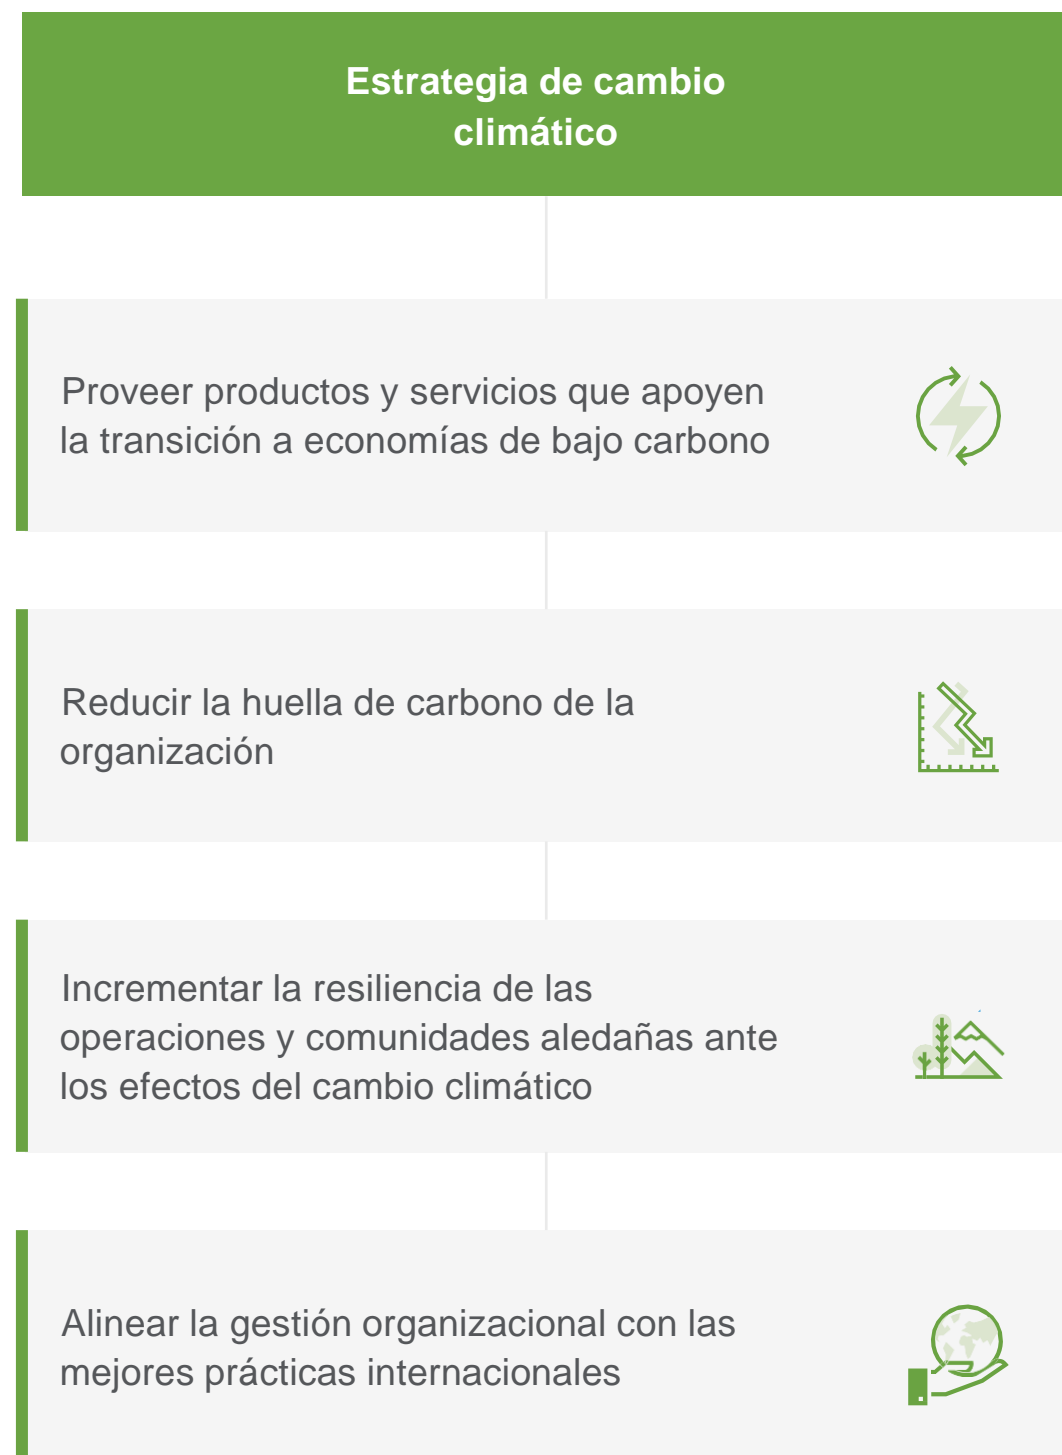 Estrategia de cambio
climático
Proveer productos y servicios que apoyen
la transición a economías de bajo carbono
Reducir la huella de carbono de la
organización
Incrementar la resiliencia de las
operaciones y comunidades aledañas ante
los efectos del cambio climático
Alinear la gestión organizacional con las
mejores prácticas internacionales